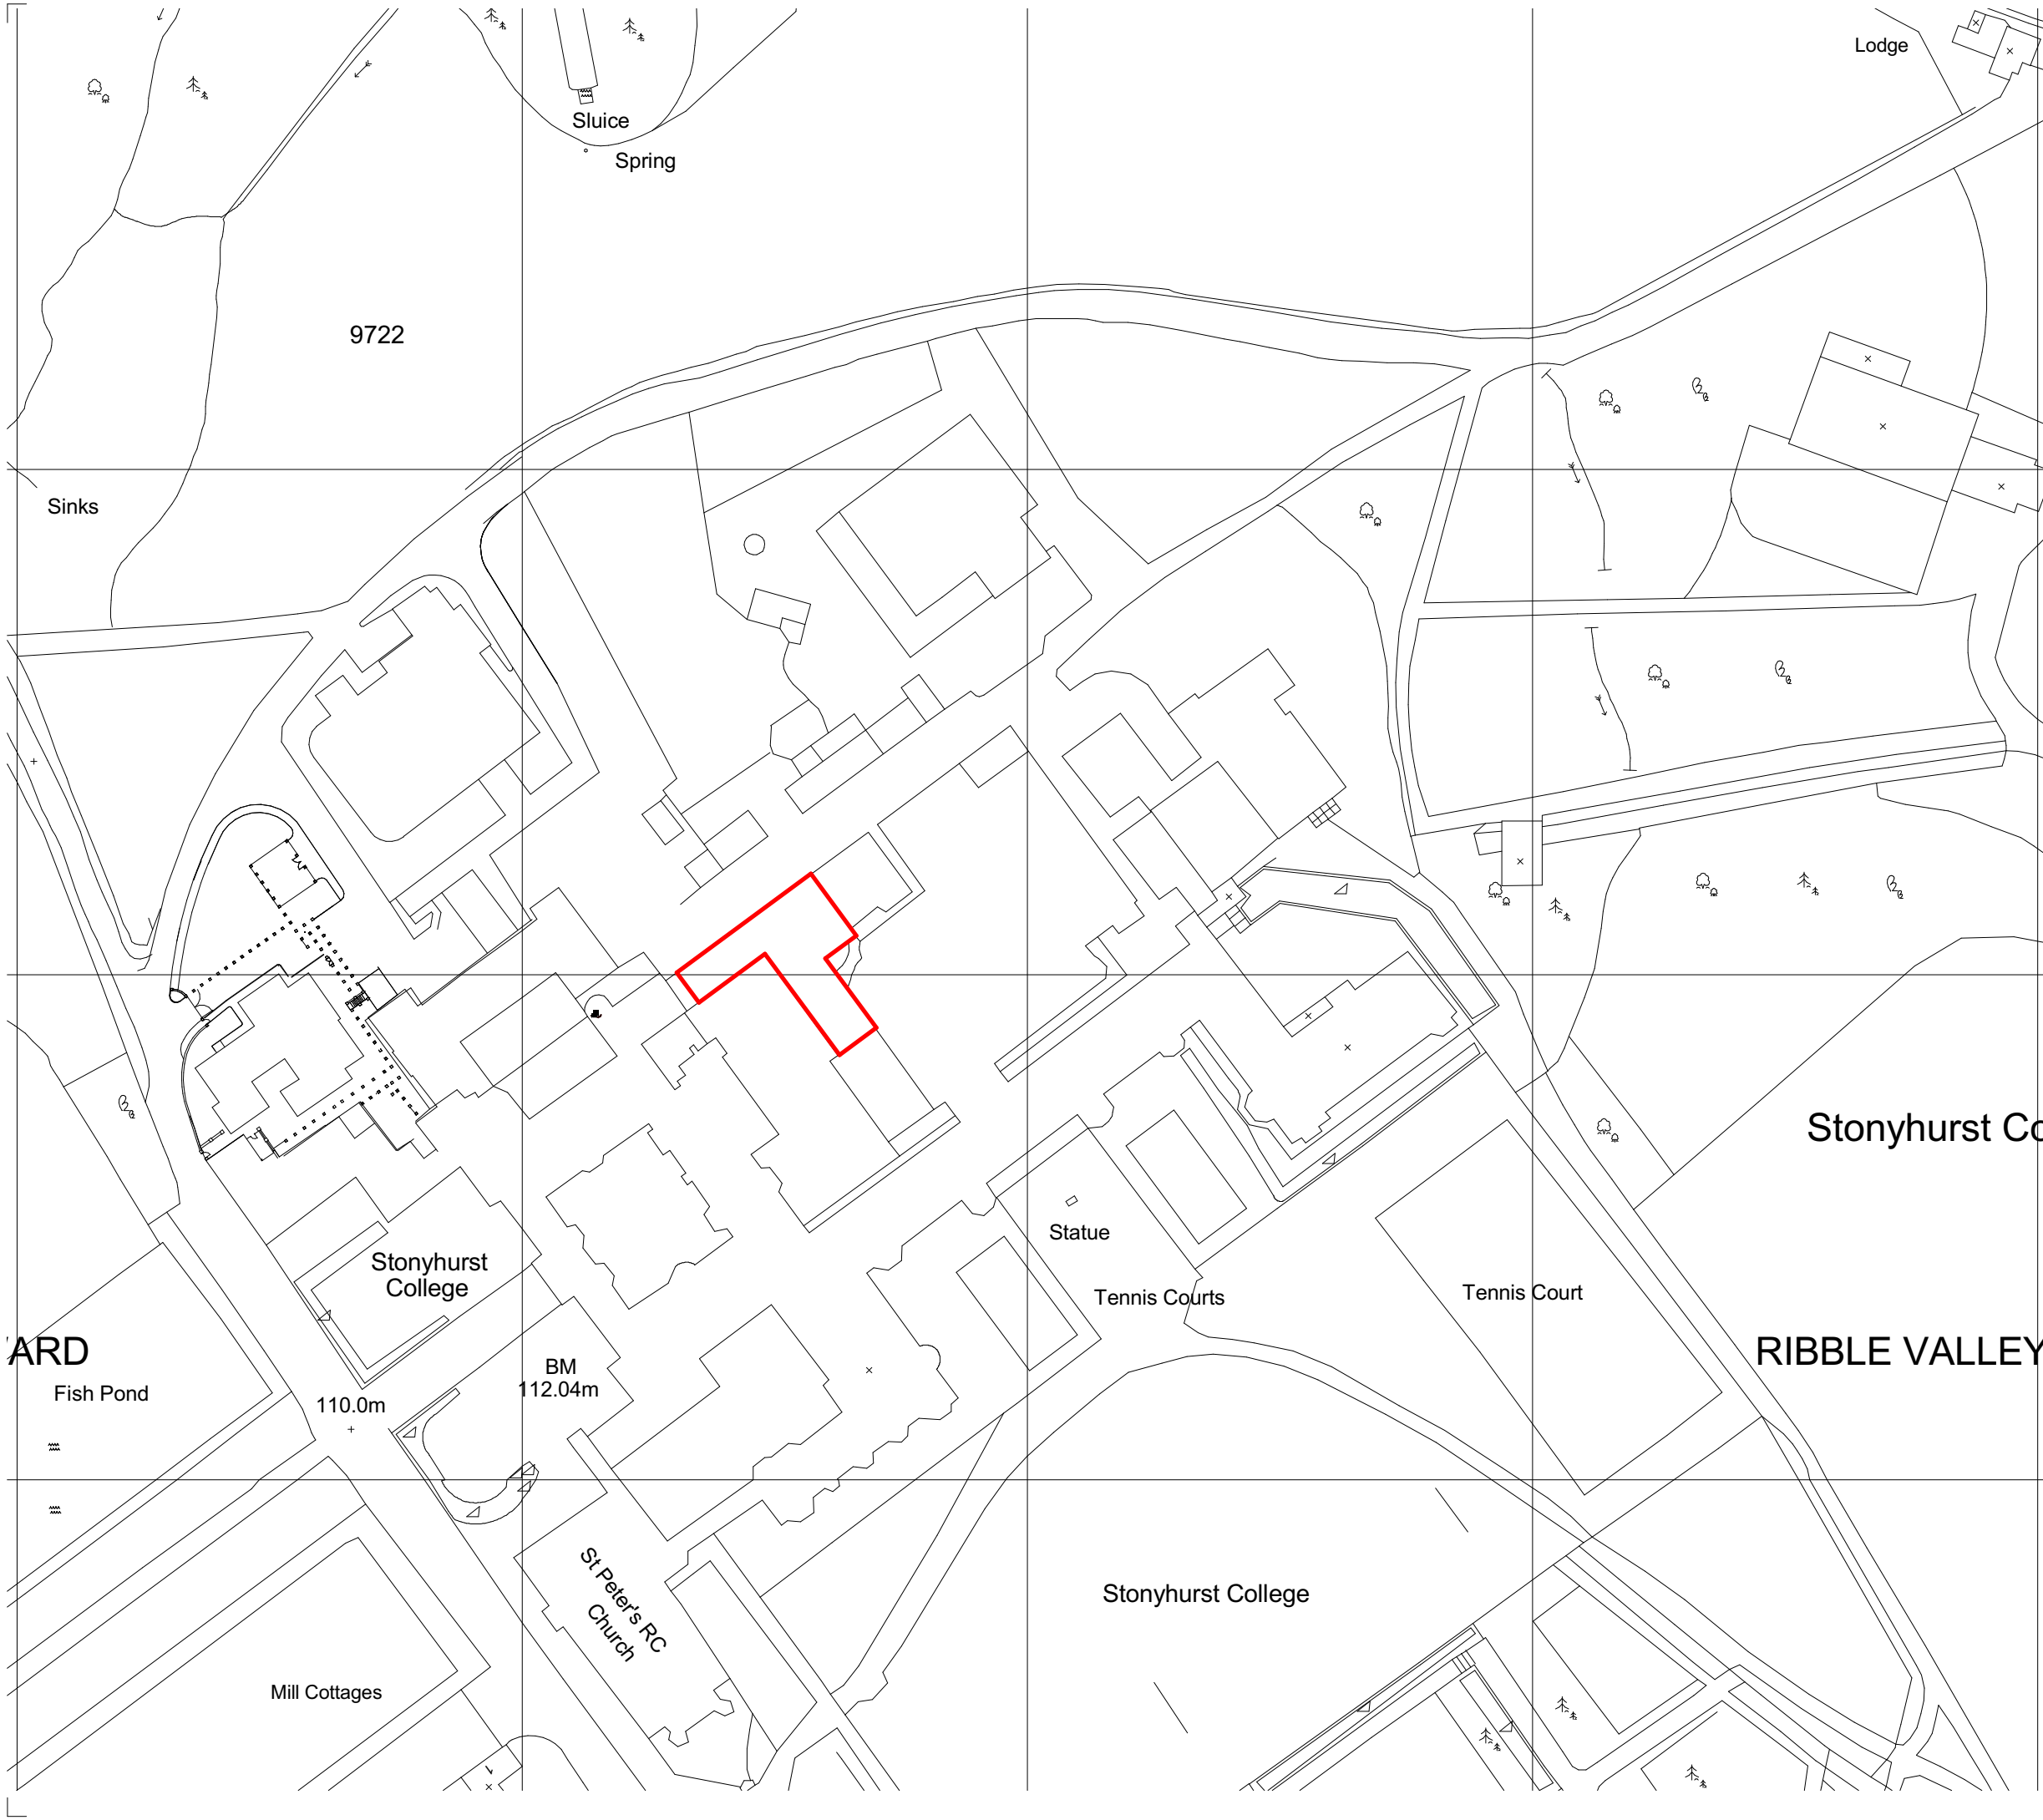 Lodge
Sluice
Spring
9722
Sinks
Stonyhurst Co
Statue
Stonyhurst
College
Tennis Courts
Tennis Court
'ARD
RIBBLE VALLEY
BM
112.04m
Fish Pond
110.0m
St Peter's RC
Church
Stonyhurst College
Mill Cottages